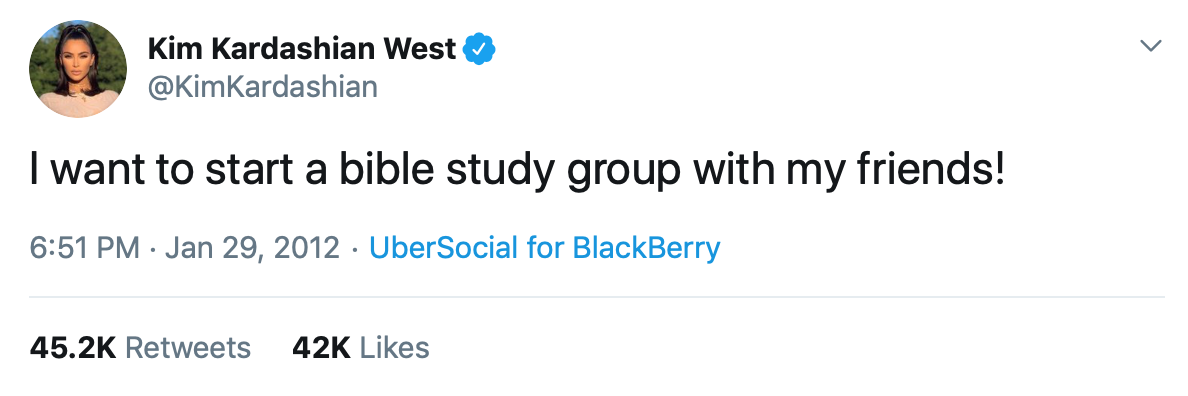 Kim Kardashian West
@KimKardashian
I want to start a bible study group with my friends!
6:51 PM · Jan 29, 2012 · UberSocial for BlackBerry
45.2K Retweets 42K Likes